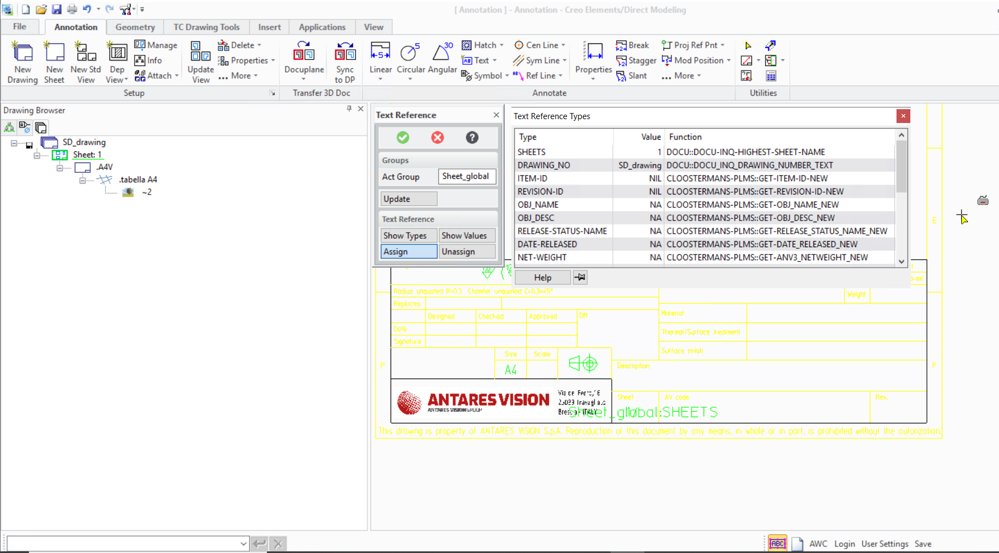 [ Annotation ] - Annotation - Creo Elements/Direct Modeling
File Annotation Geometry TC Drawing Tools Insert Applications View
New Drawing
New Sheet
New Std View
Dep View
Manage
Info
Attach
Update View
Delete
Properties
... More
Docuplane
Sync to DP
Linear
Circular
Angular
Hatch
Text
Symbol
Cen Line
Sym Line
Ref Line
Properties
Break
Stagger
Slant
Proj Ref Pnt
Mod Position
... More
Setup
Transfer 3D Doc
Annotate
Utilities
Drawing Browser
SD_drawing
Sheet: 1
.A4V
.tabella A4
~2
Text Reference
Groups
Act Group Sheet_global
Update
Text Reference
Show Types Show Values
Assign Unassign
Text Reference Types
Type Value Function
SHEETS 1 DOCU::DOCU-INQ-HIGHEST-SHEET-NAME
DRAWING_NO SD_drawing DOCU::DOCU_INQ_DRAWING_NUMBER_TEXT
ITEM-ID NIL CLOOSTERMANS-PLMS::GET-ITEM-ID-NEW
REVISION-ID NIL CLOOSTERMANS-PLMS::GET-REVISION-ID-NEW
OBJ_NAME NA CLOOSTERMANS-PLMS::GET-OBJ_NAME_NEW
OBJ_DESC NA CLOOSTERMANS-PLMS::GET-OBJ_DESC_NEW
RELEASE-STATUS-NAME NA CLOOSTERMANS-PLMS::GET-RELEASE_STATUS_NAME_NEW
DATE-RELEASED NA CLOOSTERMANS-PLMS::GET-DATE_RELEASED_NEW
NET-WEIGHT NA CLOOSTERMANS-PLMS::GET-ANV3_NETWEIGHT_NEW
Help
E
Radius unquoted R=0.3 Chamfer unquoted C=0.3x45°
Weight
Replaces
Designed Checked Approved DM
Material
Date
Thermal/Surface treatment
Signature
Surface finish
Size Scale
A4
F
Description
F
ANTARES VISION
ANTARES VISION GROUP
Via del Ferro,16
Sheet AV code Rev.
Sheet_global:SHEETS
This drawing is property of ANTARES VISION S.p.A. Reproduction of this document by any means, in whole or in part, is prohibited without the autorization.
ABC AWC Login User Settings Save